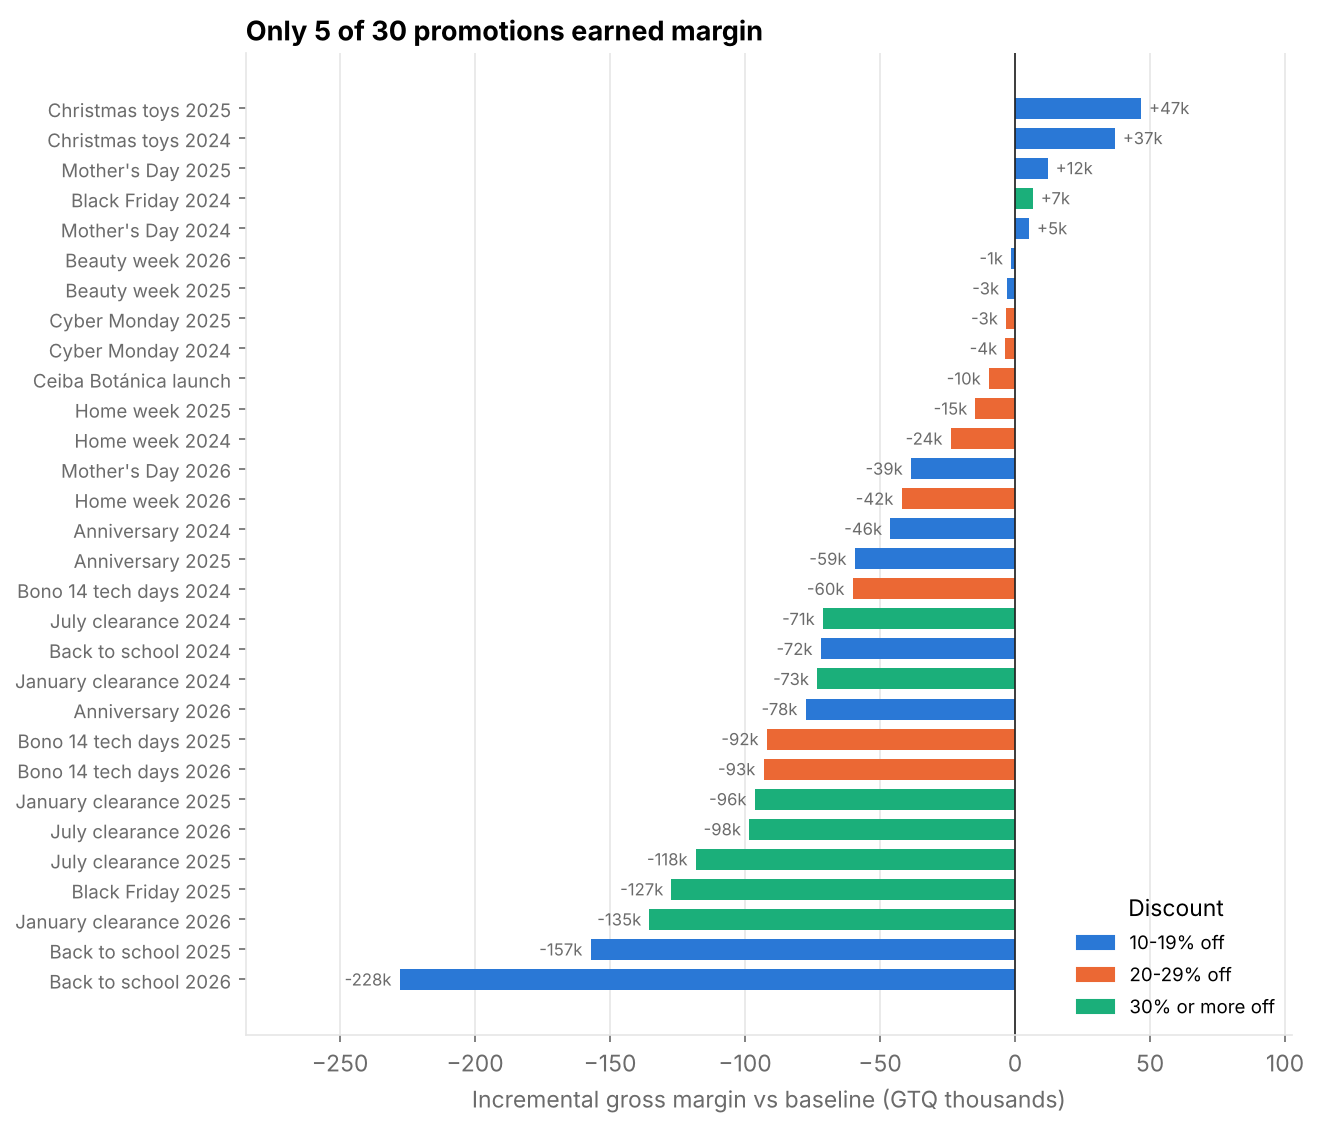 Only 5 of 30 promotions earned margin
Christmas toys 2025 +47k
Christmas toys 2024 +37k
Mother's Day 2025 +12k
Black Friday 2024 +7k
Mother's Day 2024 +5k
Beauty week 2026 -1k
Beauty week 2025 -3k
Cyber Monday 2025 -3k
Cyber Monday 2024 -4k
Ceiba Botánica launch -10k
Home week 2025 -15k
Home week 2024 -24k
Mother's Day 2026 -39k
Home week 2026 -42k
Anniversary 2024 -46k
Anniversary 2025 -59k
Bono 14 tech days 2024 -60k
July clearance 2024 -71k
Back to school 2024 -72k
January clearance 2024 -73k
Anniversary 2026 -78k
Bono 14 tech days 2025 -92k
Bono 14 tech days 2026 -93k
January clearance 2025 -96k
July clearance 2026 -98k
July clearance 2025 -118k
Black Friday 2025 -127k
January clearance 2026 -135k
Back to school 2025 -157k
Back to school 2026 -228k
Discount
10-19% off
20-29% off
30% or more off
−250 −200 −150 −100 −50 0 50 100
Incremental gross margin vs baseline (GTQ thousands)